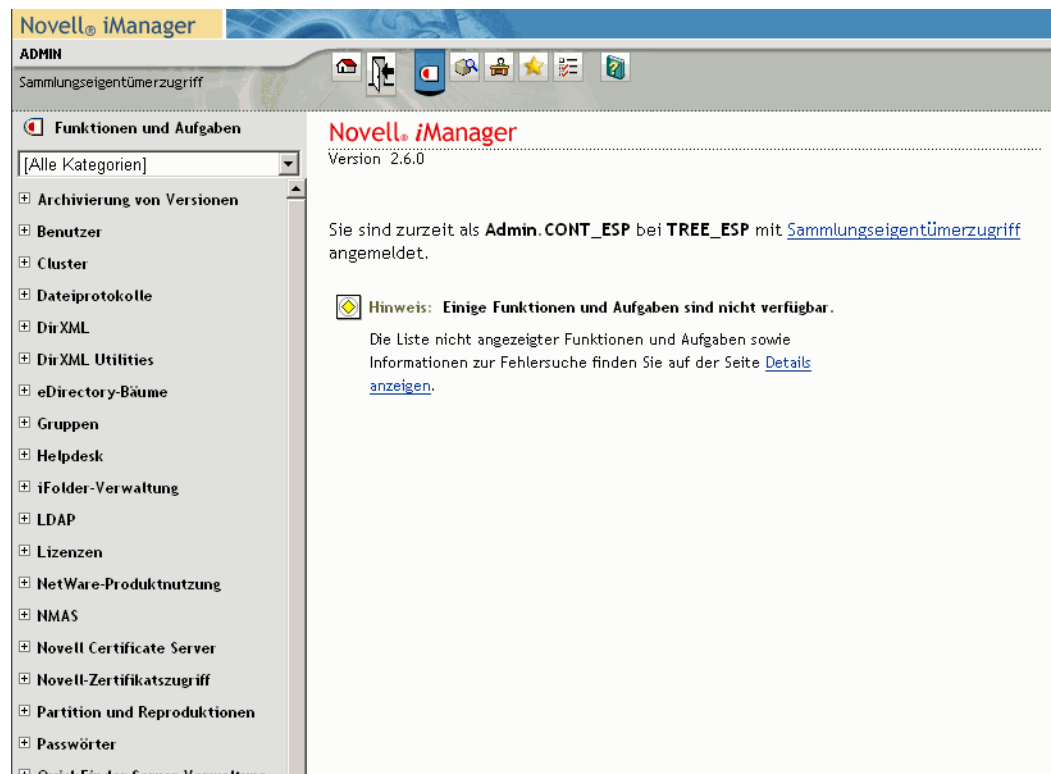 Novell® iManager
ADMIN
Sammlungseigentümerzugriff
Funktionen und Aufgaben
[Alle Kategorien]
Archivierung von Versionen
Benutzer
Cluster
Dateiprotokolle
DirXML
DirXML Utilities
eDirectory-Bäume
Gruppen
Helpdesk
iFolder-Verwaltung
LDAP
Lizenzen
NetWare-Produktnutzung
NMAS
Novell Certificate Server
Novell-Zertifikatszugriff
Partition und Reproduktionen
Passwörter
QuickFinder-Server-Verwaltung
Novell® iManager
Version 2.6.0
Sie sind zurzeit als Admin.CONT_ESP bei TREE_ESP mit Sammlungseigentümerzugriff
angemeldet.
Hinweis: Einige Funktionen und Aufgaben sind nicht verfügbar.
Die Liste nicht angezeigter Funktionen und Aufgaben sowie
Informationen zur Fehlersuche finden Sie auf der Seite Details
anzeigen.